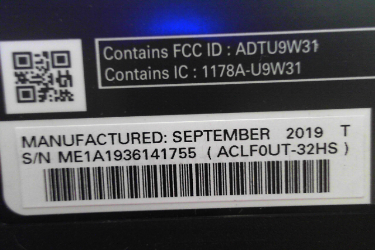 Contains FCC ID : ADTU9W31
Contains IC : 1178A-U9W31
MANUFACTURED: SEPTEMBER 2019 T
S/N ME1A1936141755 ( ACLF0UT-32HS )